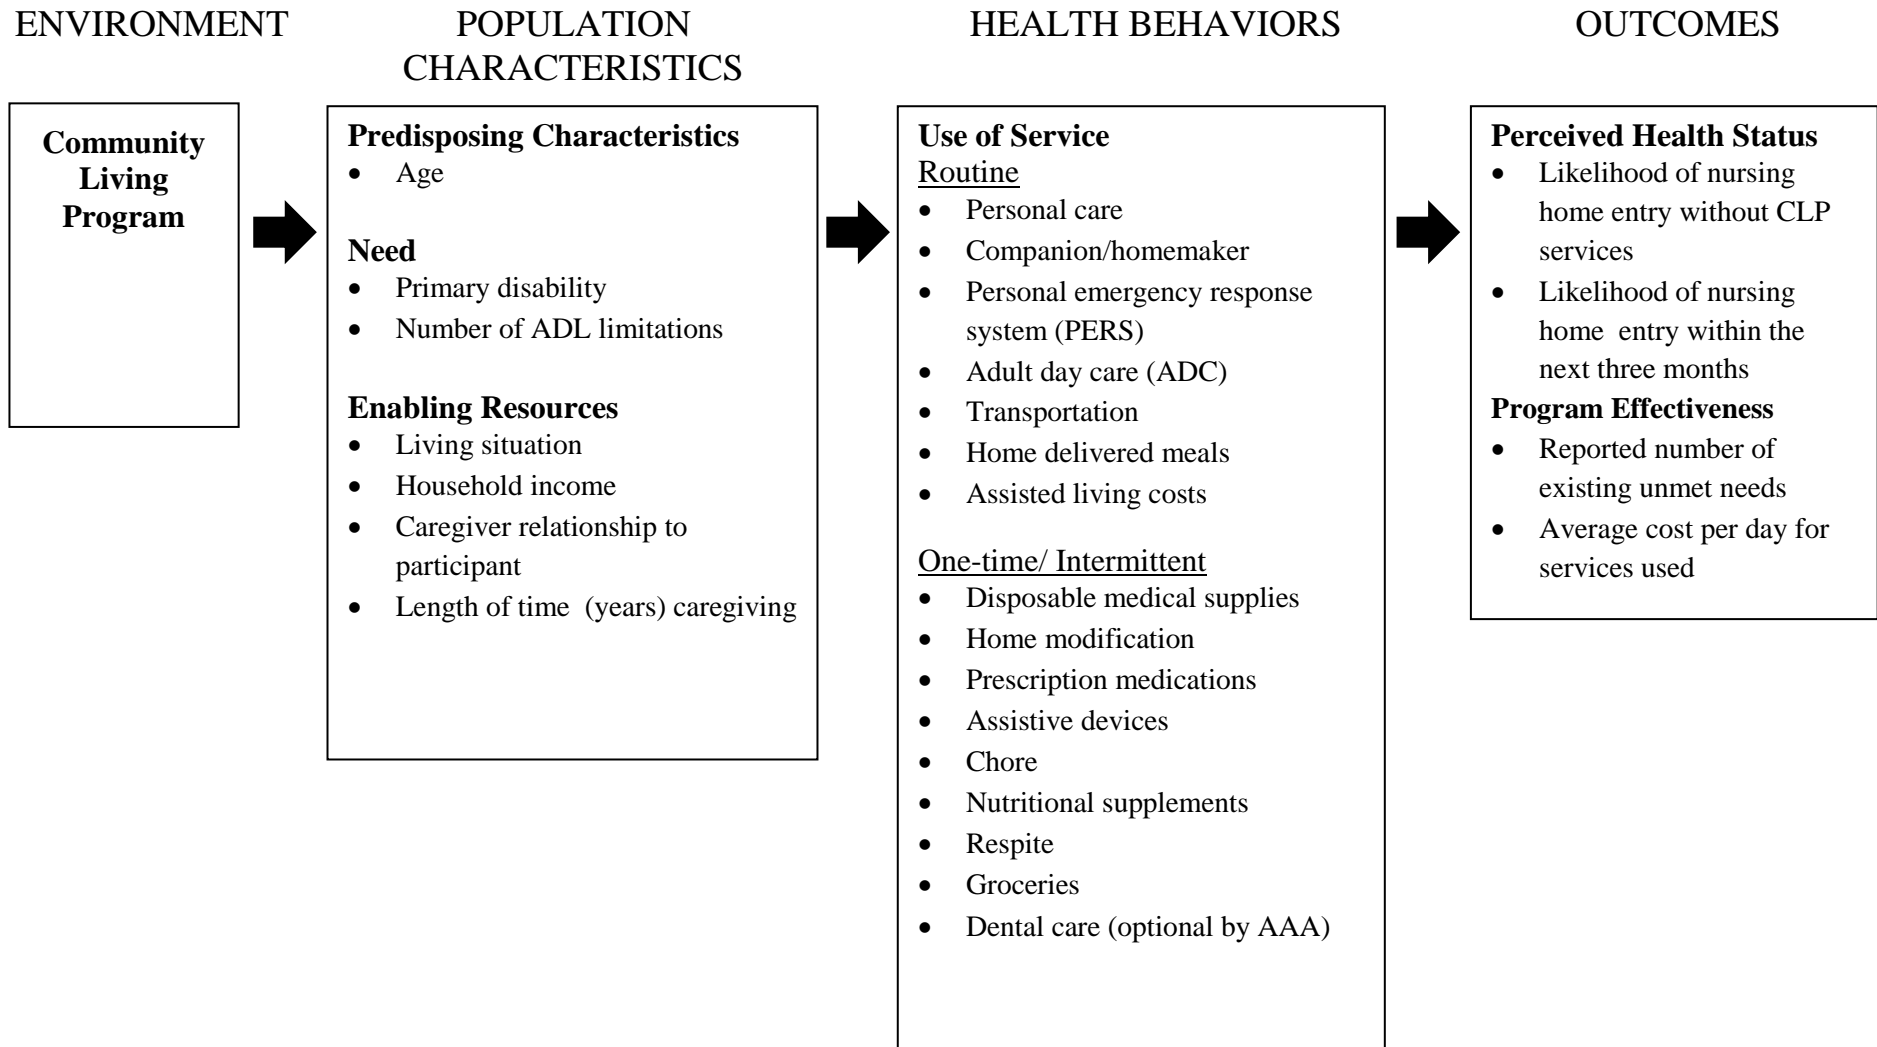 ENVIRONMENT
POPULATION
CHARACTERISTICS
HEALTH BEHAVIORS
OUTCOMES
Community
Living
Program
Predisposing Characteristics
• Age
Need
• Primary disability
• Number of ADL limitations
Enabling Resources
• Living situation
• Household income
• Caregiver relationship to
participant
• Length of time (years) caregiving
Use of Service
Routine
• Personal care
• Companion/homemaker
• Personal emergency response
system (PERS)
• Adult day care (ADC)
• Transportation
• Home delivered meals
• Assisted living costs
One-time/ Intermittent
• Disposable medical supplies
• Home modification
• Prescription medications
• Assistive devices
• Chore
• Nutritional supplements
• Respite
• Groceries
• Dental care (optional by AAA)
Perceived Health Status
• Likelihood of nursing
home entry without CLP
services
• Likelihood of nursing
home entry within the
next three months
Program Effectiveness
• Reported number of
existing unmet needs
• Average cost per day for
services used